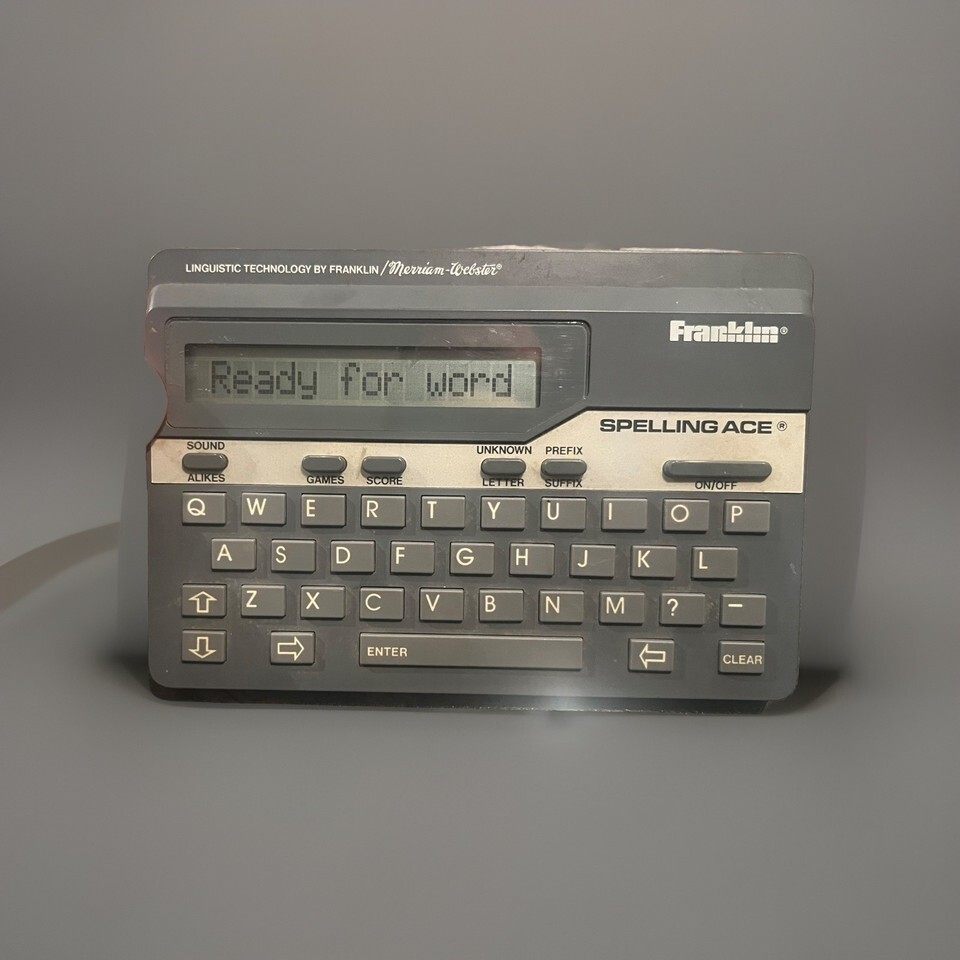 LINGUISTIC TECHNOLOGY BY FRANKLIN/Merriam-Webster®
Franklin®
Ready for word
SPELLING ACE®
SOUND ALIKES
GAMES
SCORE
UNKNOWN LETTER
PREFIX SUFFIX
ON/OFF
Q W E R T Y U I O P
A S D F G H J K L
Z X C V B N M ? –
ENTER
CLEAR